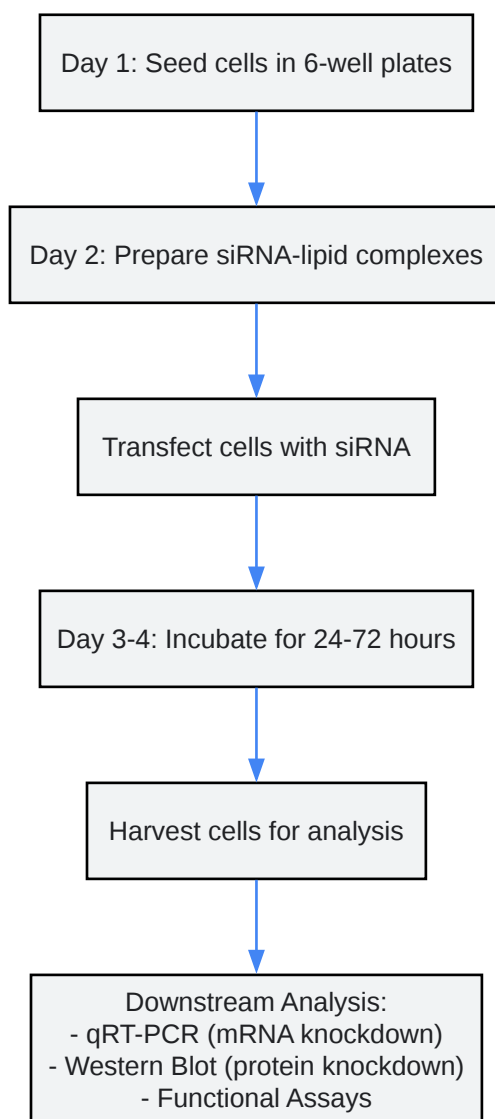 Day 1: Seed cells in 6-well plates
Day 2: Prepare siRNA-lipid complexes
Transfect cells with siRNA
Day 3-4: Incubate for 24-72 hours
Harvest cells for analysis
Downstream Analysis:
- qRT-PCR (mRNA knockdown)
- Western Blot (protein knockdown)
- Functional Assays